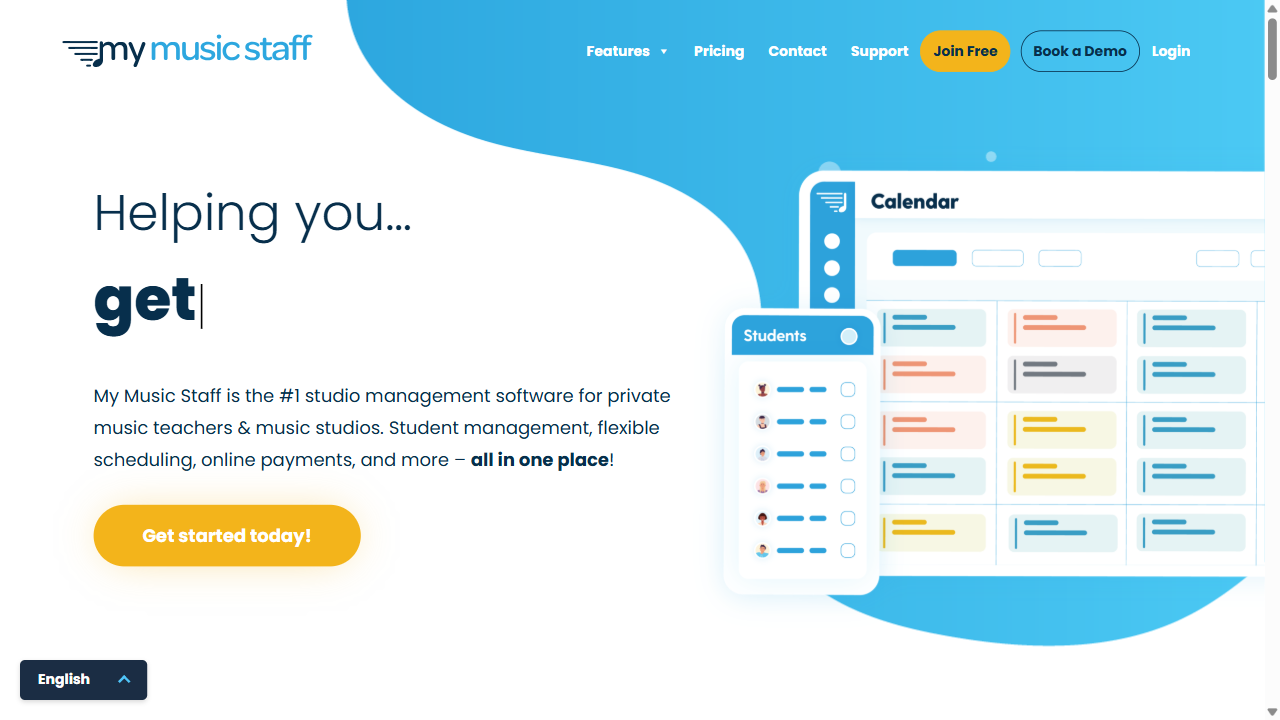 my music staff
Features Pricing Contact Support Join Free Book a Demo Login
Helping you...
get
My Music Staff is the #1 studio management software for private
music teachers & music studios. Student management, flexible
scheduling, online payments, and more – all in one place!
Get started today!
Calendar
Students
English